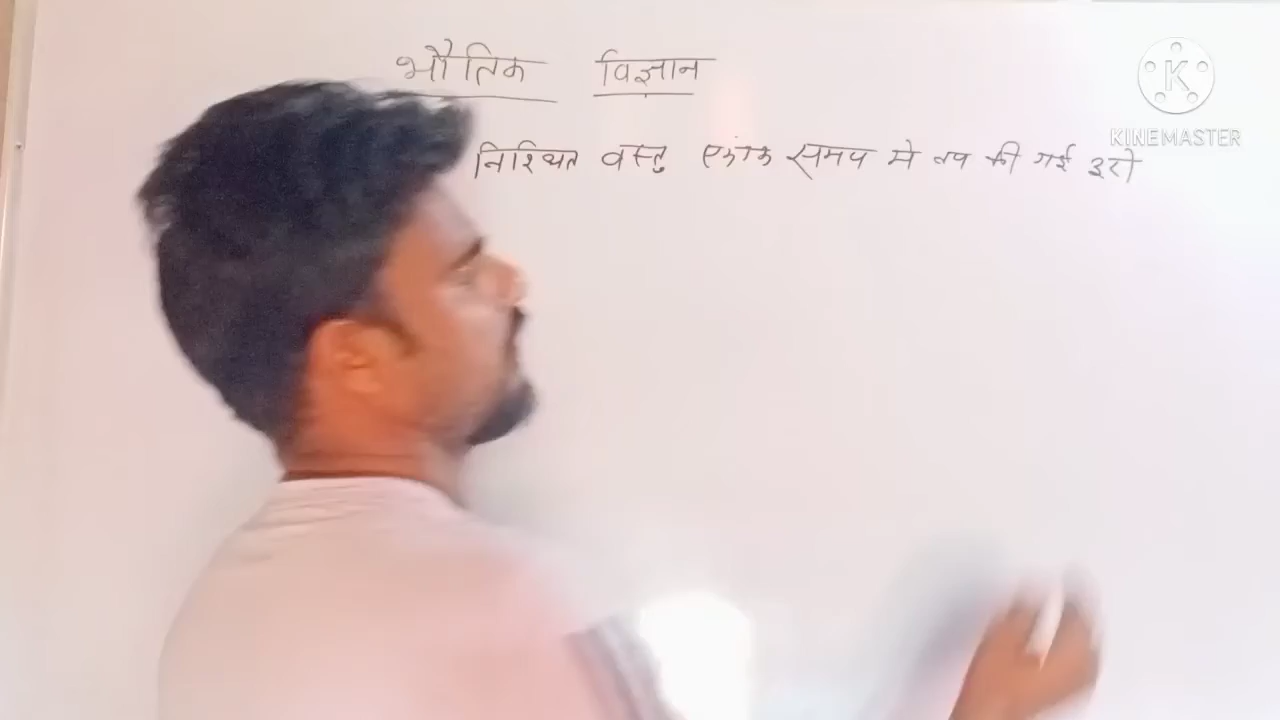 भौतिक विज्ञान
निश्चित वस्तु एकांक समय मे तय की गई दुरी
KINEMASTER